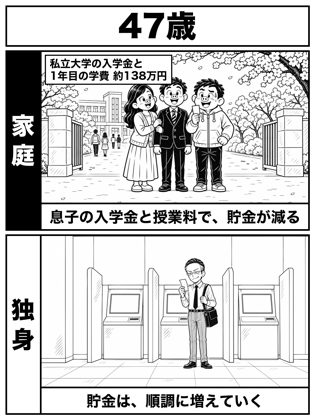 47歳
家庭
私立大学の入学金と
1年目の学費 約138万円
息子の入学金と授業料で、貯金が減る
独身
貯金は、順調に増えていく